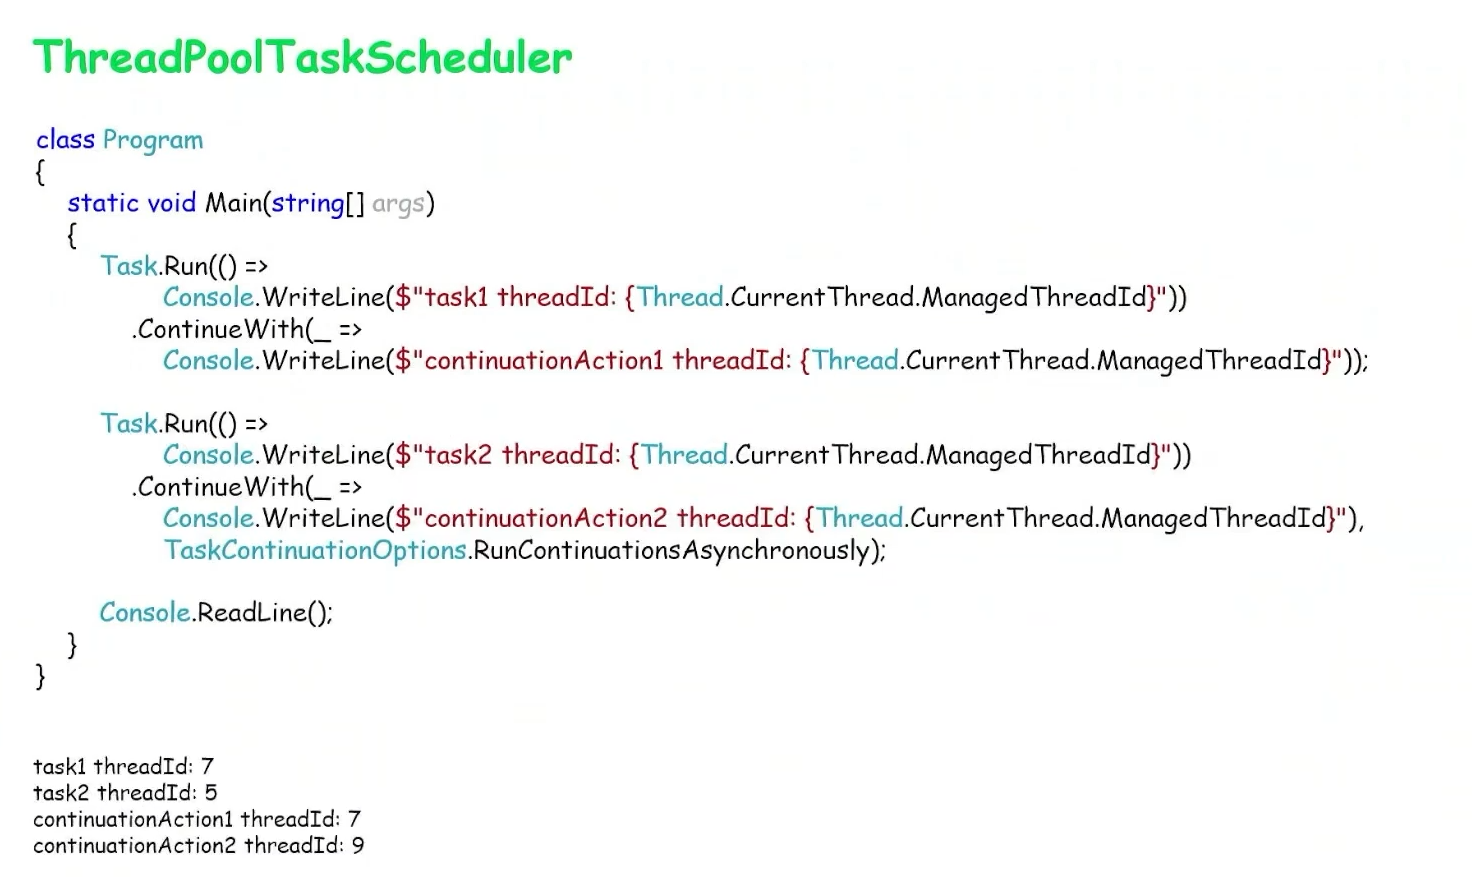 ThreadPoolTaskScheduler
class Program
{
static void Main(string[] args)
{
Task.Run(() =>
Console.WriteLine($"task1 threadId: {Thread.CurrentThread.ManagedThreadId}"))
.ContinueWith(_ =>
Console.WriteLine($"continuationAction1 threadId: {Thread.CurrentThread.ManagedThreadId}"));
Task.Run(() =>
Console.WriteLine($"task2 threadId: {Thread.CurrentThread.ManagedThreadId}"))
.ContinueWith(_ =>
Console.WriteLine($"continuationAction2 threadId: {Thread.CurrentThread.ManagedThreadId}"),
TaskContinuationOptions.RunContinuationsAsynchronously);
Console.ReadLine();
}
}
task1 threadId: 7
task2 threadId: 5
continuationAction1 threadId: 7
continuationAction2 threadId: 9